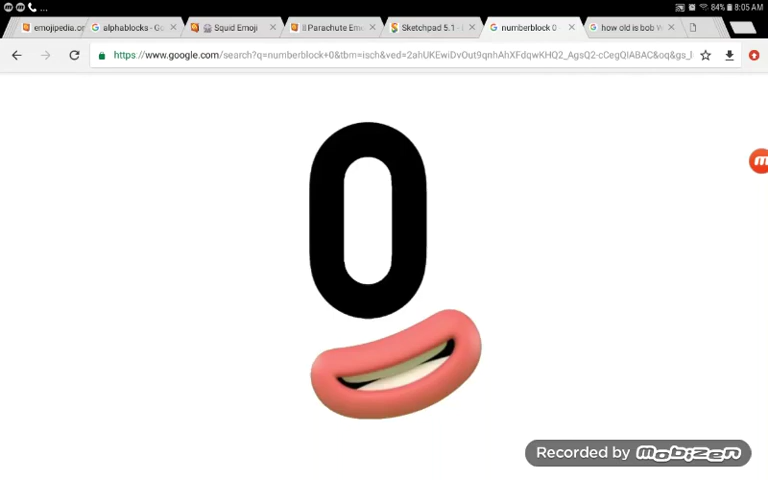 ... 84% 8:05 AM
emojipedia.or
alphablocks - Go
Squid Emoji
Parachute Em
Sketchpad 5.1 -
numberblock 0
how old is bob
https://www.google.com/search?q=numberblock+0&tbm=isch&ved=2ahUKEwiDvOut9qnhAhXFdqwKHQ2_AgsQ2-cCegQIABAC&oq&gs_l
0
Recorded by mobizen